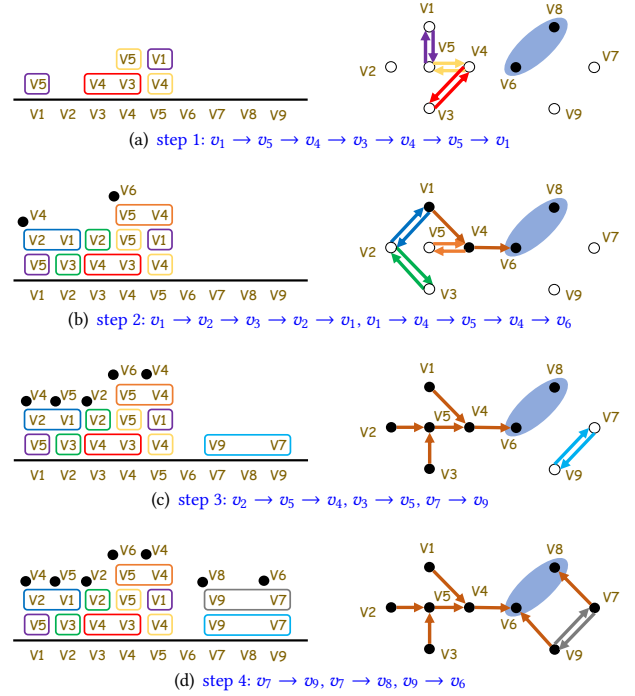 V1
V8
V5 V1
V5 V4
V7
V2
V5 V4 V3 V4
V6
V1 V2 V3 V4 V5 V6 V7 V8 V9
V3
V9
(a) step 1: v1 → v5 → v4 → v3 → v4 → v5 → v1
V6
V1
V8
V4
V5 V4
V5 V4
V7
V2 V1 V2 V5 V1
V2
V6
V5 V3 V4 V3 V4
V3
V9
V1 V2 V3 V4 V5 V6 V7 V8 V9
(b) step 2: v1 → v2 → v3 → v2 → v1, v1 → v4 → v5 → v4 → v6
V6 V4
V1
V8
V4 V5 V2 V5 V4
V5 V4
V7
V2 V1 V2 V5 V1
V2
V6
V5 V3 V4 V3 V4 V9 V7
V3
V9
V1 V2 V3 V4 V5 V6 V7 V8 V9
(c) step 3: v2 → v5 → v4, v3 → v5, v7 → v9
V6 V4
V1
V8
V4 V5 V2 V5 V4 V8 V6
V5 V4
V7
V2 V1 V2 V5 V1 V9 V7
V2
V6
V5 V3 V4 V3 V4 V9 V7
V3
V9
V1 V2 V3 V4 V5 V6 V7 V8 V9
(d) step 4: v7 → v9, v7 → v8, v9 → v6